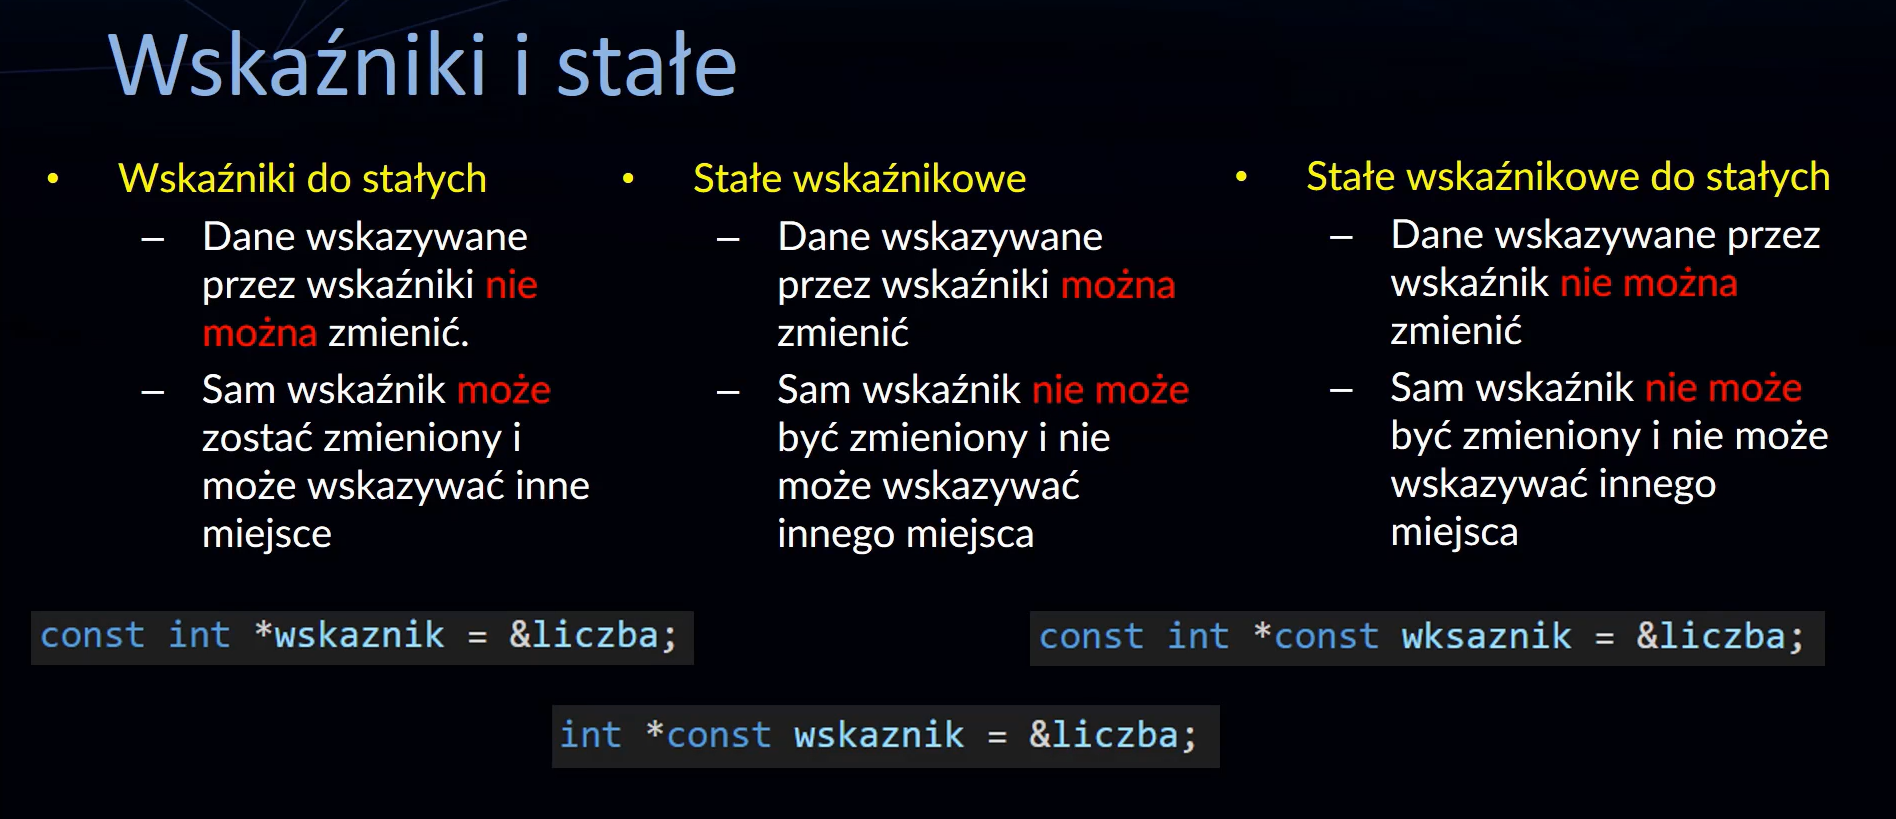 Wskaźniki i stałe
• Wskaźniki do stałych
– Dane wskazywane
przez wskaźniki nie
można zmienić.
– Sam wskaźnik może
zostać zmieniony i
może wskazywać inne
miejsce
• Stałe wskaźnikowe
– Dane wskazywane
przez wskaźniki można
zmienić
– Sam wskaźnik nie może
być zmieniony i nie
może wskazywać
innego miejsca
• Stałe wskaźnikowe do stałych
– Dane wskazywane przez
wskaźnik nie można
zmienić
– Sam wskaźnik nie może
być zmieniony i nie może
wskazywać innego
miejsca
const int *wskaznik = &liczba;
const int *const wksaznik = &liczba;
int *const wskaznik = &liczba;